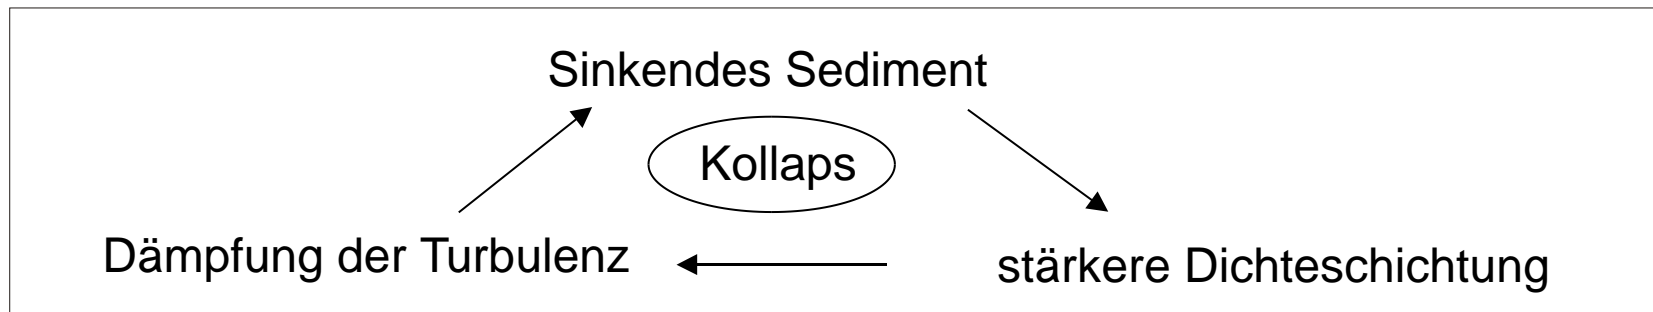 Sinkendes Sediment
Kollaps
Dämpfung der Turbulenz
stärkere Dichteschichtung